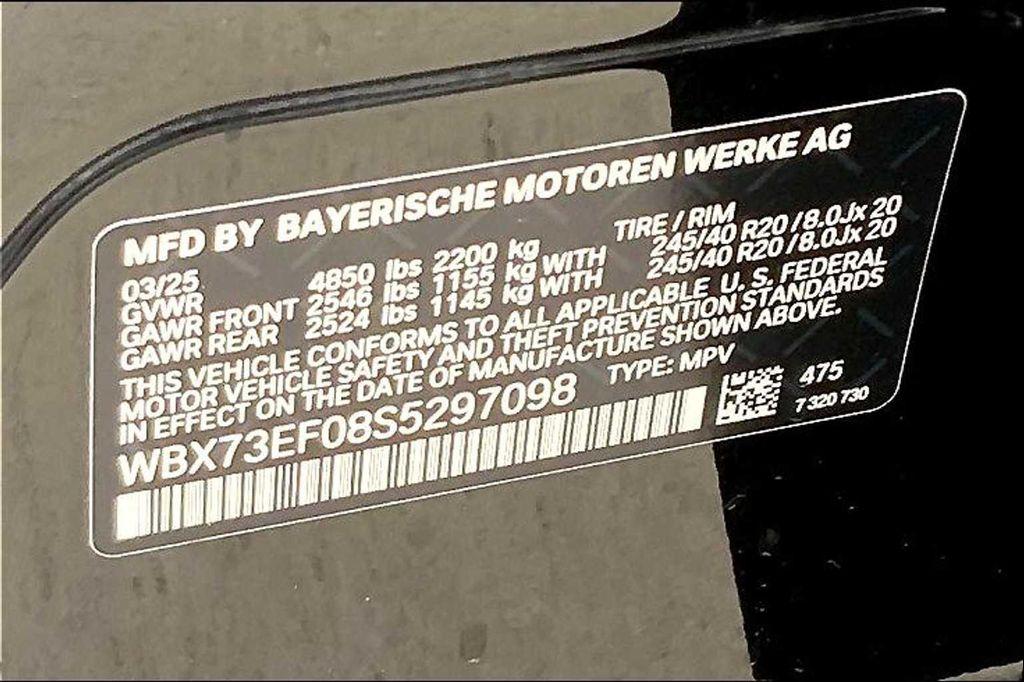 MFD BY BAYERISCHE MOTOREN WERKE AG
03/25 TIRE / RIM
GVWR 4850 lbs 2200 kg
GAWR FRONT 2546 lbs 1155 kg WITH 245/40 R20 / 8.0Jx 20
GAWR REAR 2524 lbs 1145 kg WITH 245/40 R20 / 8.0Jx 20
THIS VEHICLE CONFORMS TO ALL APPLICABLE U. S. FEDERAL
MOTOR VEHICLE SAFETY AND THEFT PREVENTION STANDARDS
IN EFFECT ON THE DATE OF MANUFACTURE SHOWN ABOVE.
WBX73EF08S5297098 TYPE: MPV
475
7 320 730